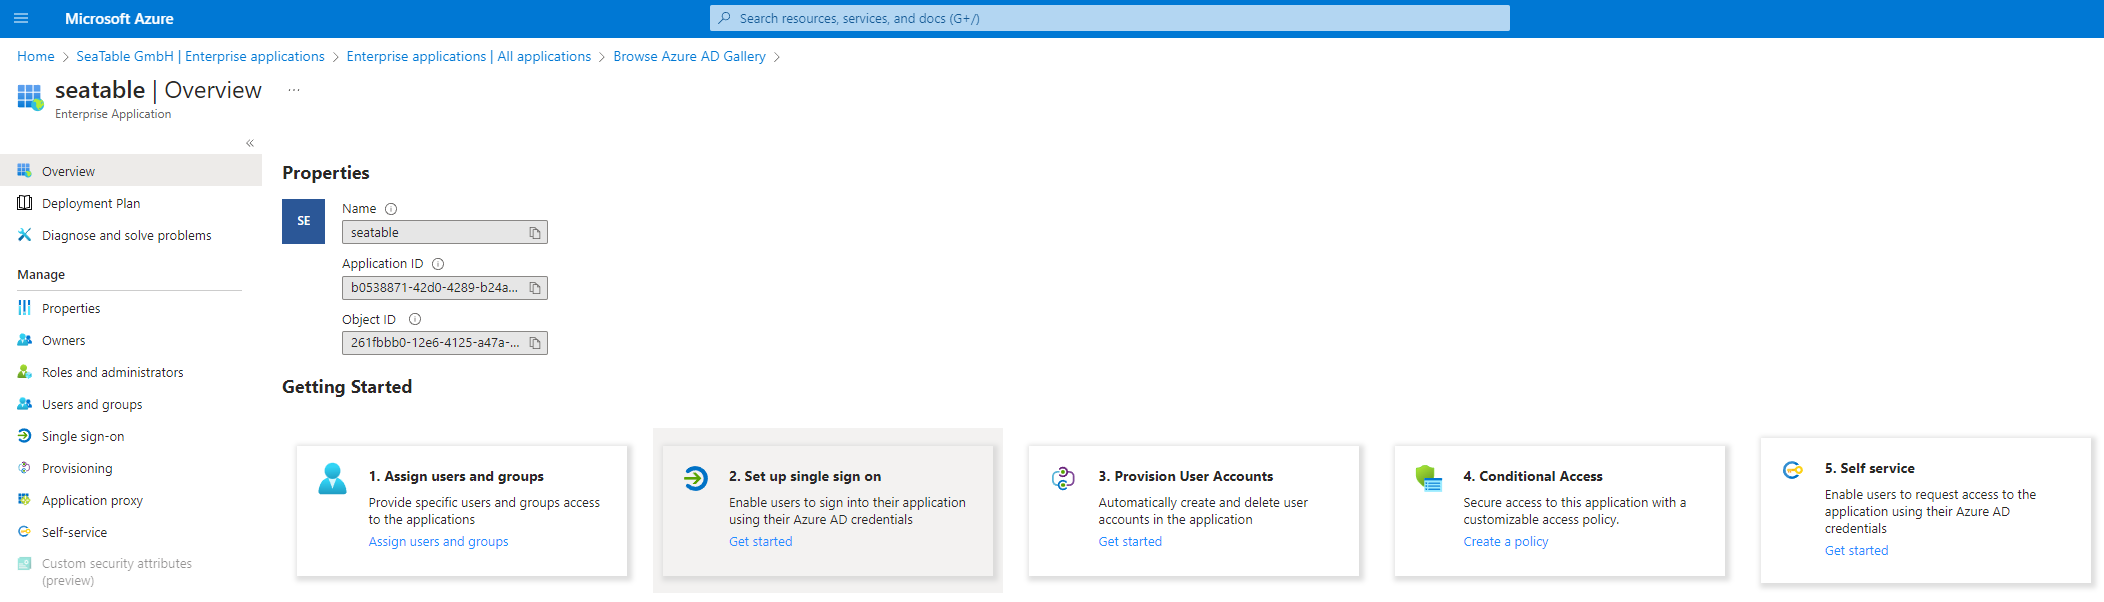 Microsoft Azure
Search resources, services, and docs (G+/)
Home > SeaTable GmbH | Enterprise applications > Enterprise applications | All applications > Browse Azure AD Gallery >
seatable | Overview ...
Enterprise Application
«
Overview
Deployment Plan
Diagnose and solve problems
Manage
Properties
Owners
Roles and administrators
Users and groups
Single sign-on
Provisioning
Application proxy
Self-service
Custom security attributes
(preview)
Properties
SE
Name
seatable
Application ID
b0538871-42d0-4289-b24a...
Object ID
261fbbb0-12e6-4125-a47a-...
Getting Started
1. Assign users and groups
Provide specific users and groups access
to the applications
Assign users and groups
2. Set up single sign on
Enable users to sign into their application
using their Azure AD credentials
Get started
3. Provision User Accounts
Automatically create and delete user
accounts in the application
Get started
4. Conditional Access
Secure access to this application with a
customizable access policy.
Create a policy
5. Self service
Enable users to request access to the
application using their Azure AD
credentials
Get started